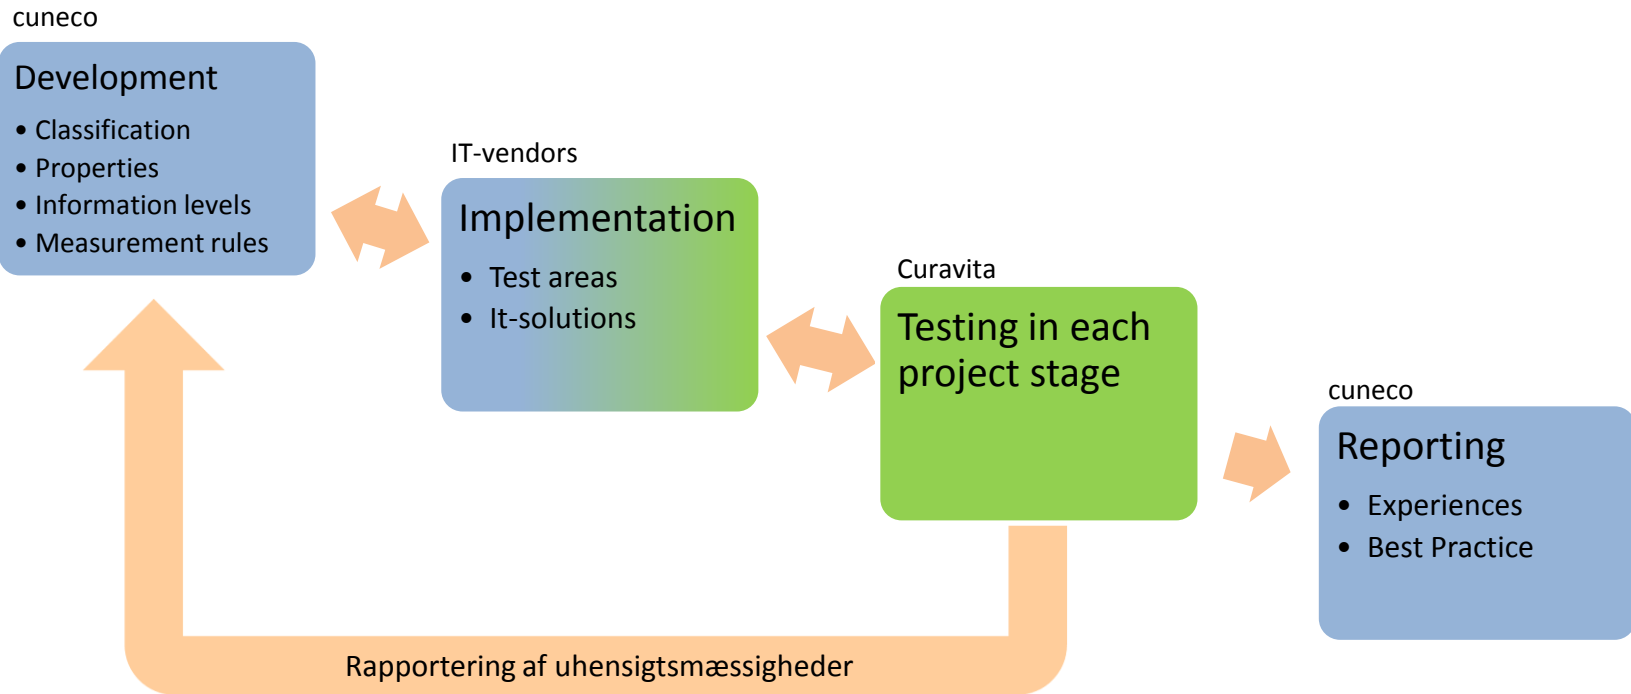 cuneco
Development
• Classification
• Properties
• Information levels
• Measurement rules
IT-vendors
Implementation
• Test areas
• It-solutions
Curavita
Testing in each
project stage
cuneco
Reporting
• Experiences
• Best Practice
Rapportering af uhensigtsmæssigheder